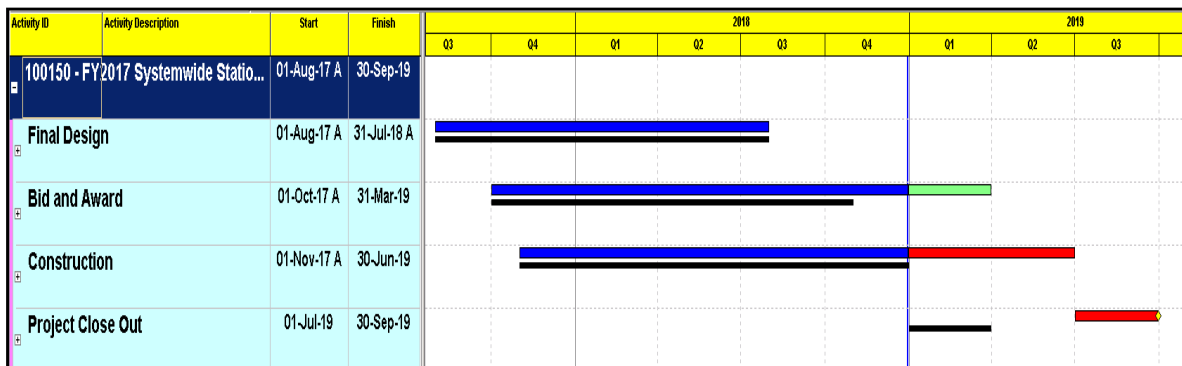 Activity ID Activity Description Start Finish 2018 2019
Q3 Q4 Q1 Q2 Q3 Q4 Q1 Q2 Q3
100150 - FY2017 Systemwide Statio... 01-Aug-17 A 30-Sep-19
Final Design 01-Aug-17 A 31-Jul-18 A
Bid and Award 01-Oct-17 A 31-Mar-19
Construction 01-Nov-17 A 30-Jun-19
Project Close Out 01-Jul-19 30-Sep-19